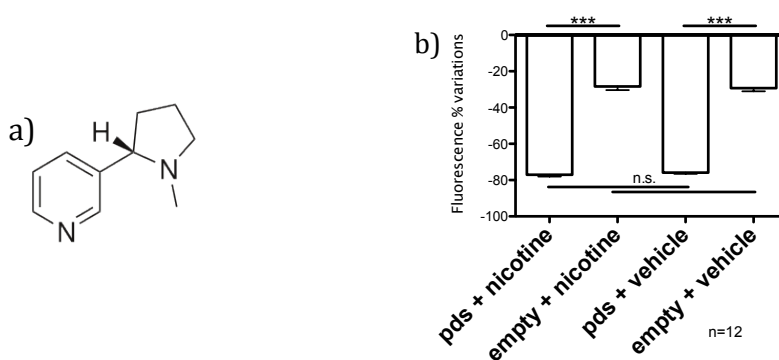 a)
H
N
N
b)
Fluorescence % variations
0
-20
-40
-60
-80
-100
*** ***
n.s.
pds + nicotine
empty + nicotine
pds + vehicle
empty + vehicle
n=12